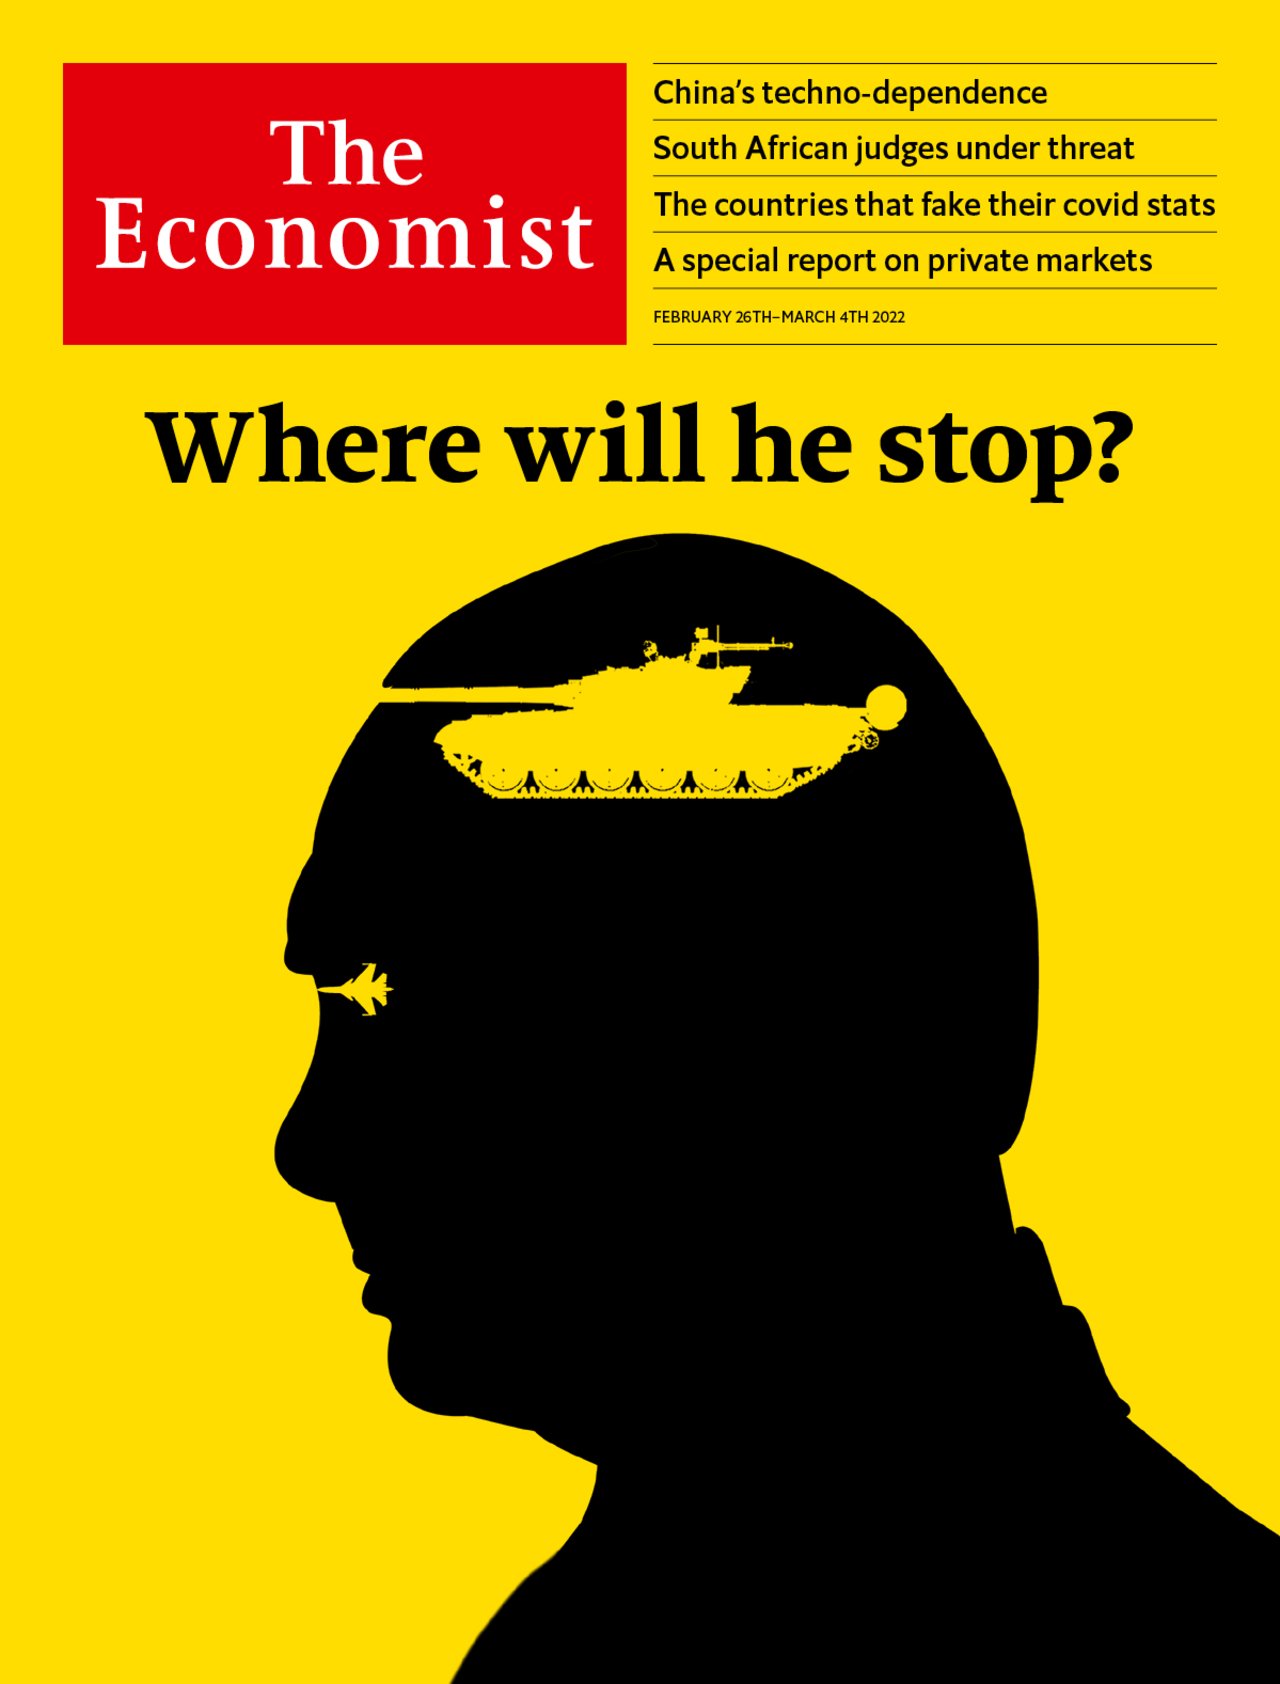 The
Economist
China’s techno-dependence
South African judges under threat
The countries that fake their covid stats
A special report on private markets
FEBRUARY 26TH–MARCH 4TH 2022
Where will he stop?